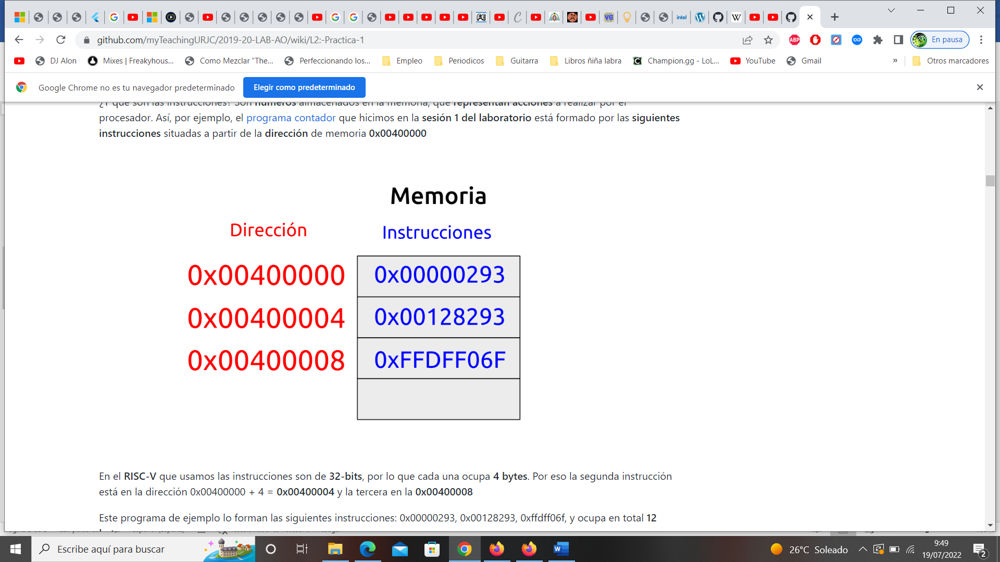 github.com/myTeachingURJC/2019-20-LAB-AO/wiki/L2:-Practica-1
En pausa
DJ Alon
Mixes | Freakyhous...
Como Mezclar "The...
Perfeccionando los...
Empleo
Periodicos
Guitarra
Libros ñiña labra
Champion.gg - LoL...
YouTube
Gmail
»
Otros marcadores
Google Chrome no es tu navegador predeterminado
Elegir como predeterminado
¿Y qué son las instrucciones? Son números almacenados en la memoria, que representan acciones a realizar por el
procesador. Así, por ejemplo, el programa contador que hicimos en la sesión 1 del laboratorio está formado por las siguientes
instrucciones situadas a partir de la dirección de memoria 0x00400000
Memoria
Dirección Instrucciones
0x00400000 0x00000293
0x00400004 0x00128293
0x00400008 0xFFDFF06F
En el RISC-V que usamos las instrucciones son de 32-bits, por lo que cada una ocupa 4 bytes. Por eso la segunda instrucción
está en la dirección 0x00400000 + 4 = 0x00400004 y la tercera en la 0x00400008
Este programa de ejemplo lo forman las siguientes instrucciones: 0x00000293, 0x00128293, 0xffdff06f, y ocupa en total 12
Escribe aquí para buscar
26°C Soleado
9:49
19/07/2022
2